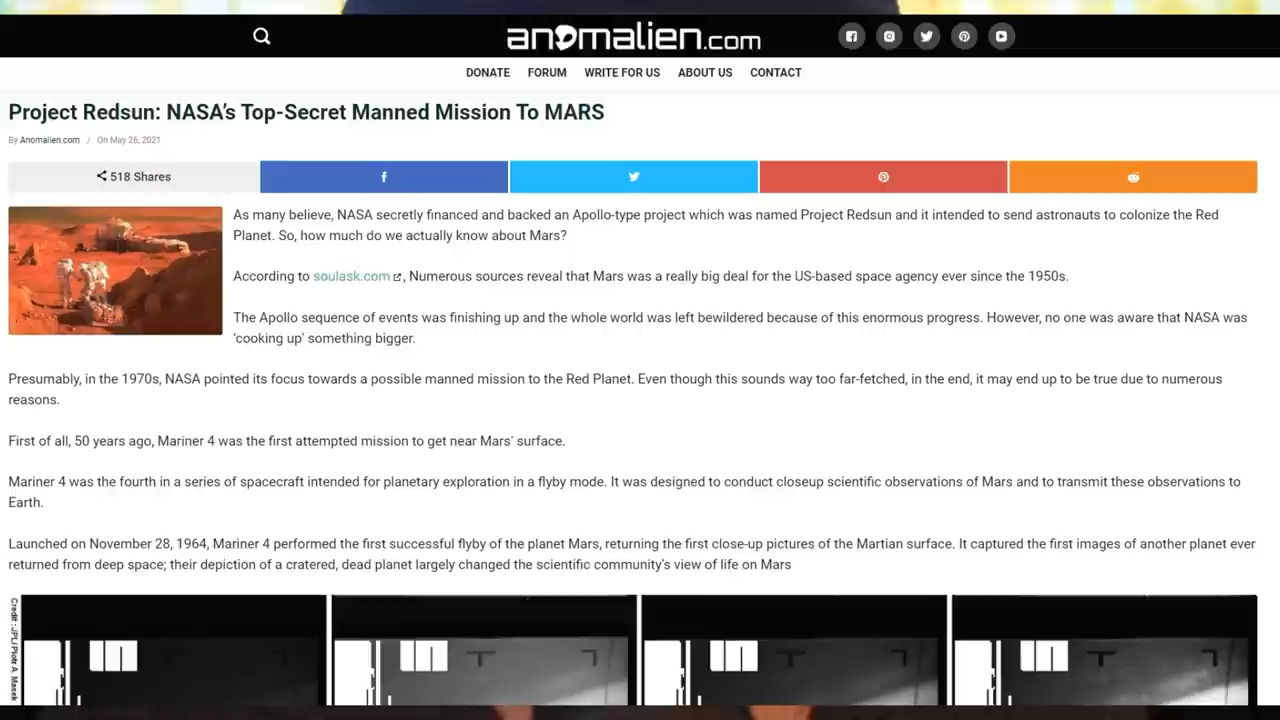 anomalien.com
DONATE FORUM WRITE FOR US ABOUT US CONTACT
Project Redsun: NASA's Top-Secret Manned Mission To MARS
By Anomalien.com / On May 26, 2021
518 Shares
As many believe, NASA secretly financed and backed an Apollo-type project which was named Project Redsun and it intended to send astronauts to colonize the Red
Planet. So, how much do we actually know about Mars?
According to soulask.com, Numerous sources reveal that Mars was a really big deal for the US-based space agency ever since the 1950s.
The Apollo sequence of events was finishing up and the whole world was left bewildered because of this enormous progress. However, no one was aware that NASA was
‘cooking up’ something bigger.
Presumably, in the 1970s, NASA pointed its focus towards a possible manned mission to the Red Planet. Even though this sounds way too far-fetched, in the end, it may end up to be true due to numerous
reasons.
First of all, 50 years ago, Mariner 4 was the first attempted mission to get near Mars’ surface.
Mariner 4 was the fourth in a series of spacecraft intended for planetary exploration in a flyby mode. It was designed to conduct closeup scientific observations of Mars and to transmit these observations to
Earth.
Launched on November 28, 1964, Mariner 4 performed the first successful flyby of the planet Mars, returning the first close-up pictures of the Martian surface. It captured the first images of another planet ever
returned from deep space; their depiction of a cratered, dead planet largely changed the scientific community’s view of life on Mars
Credit : JPL/ Piotr A. Masek